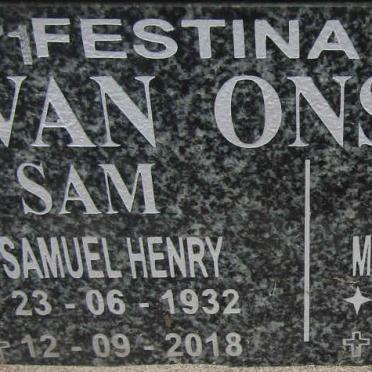 FESTINA
VAN ONS
SAM
SAMUEL HENRY M
23 - 06 - 1932
12 - 09 - 2018